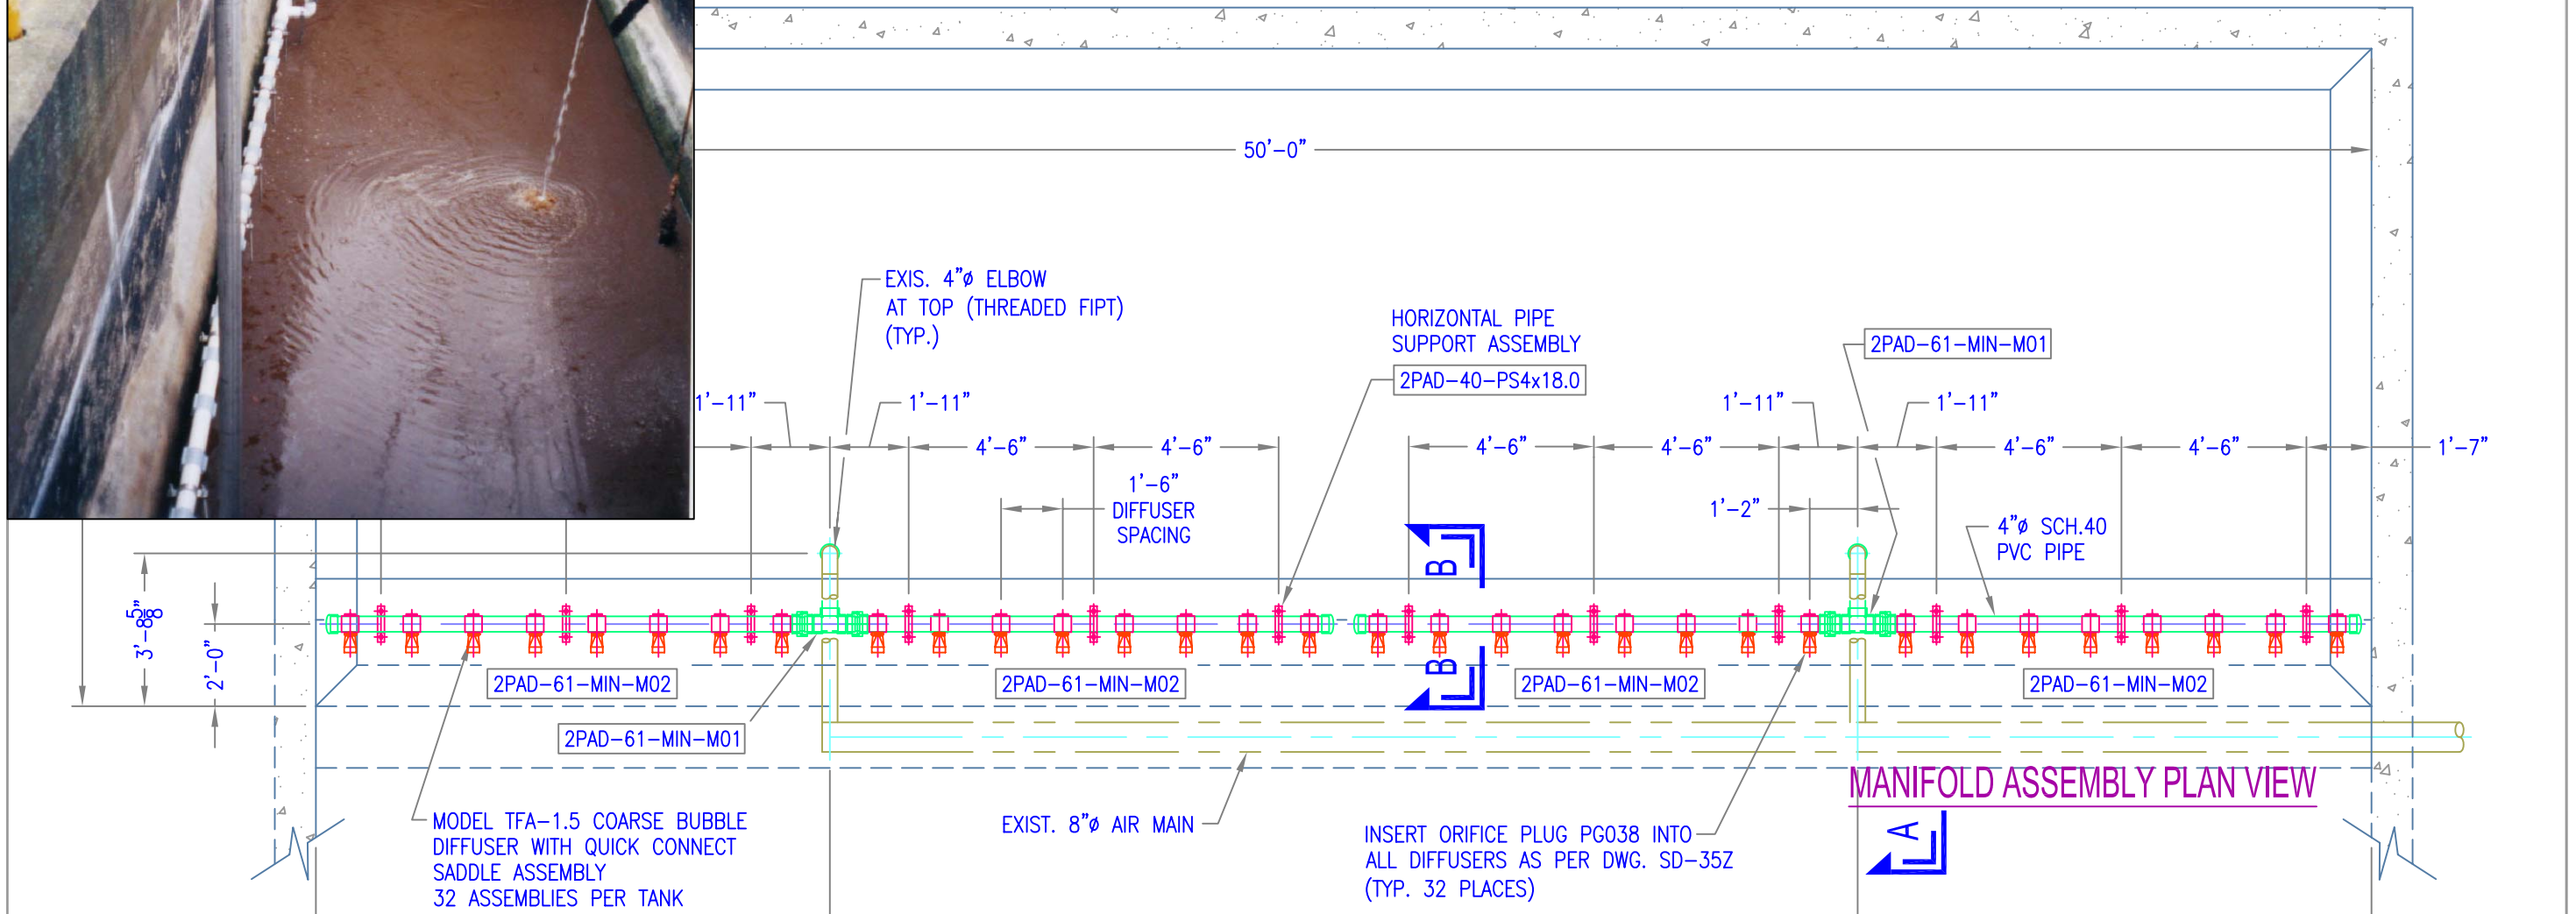 50'-0"
EXIS. 4"ø ELBOW
AT TOP (THREADED FIPT)
(TYP.)
HORIZONTAL PIPE
SUPPORT ASSEMBLY
2PAD-40-PS4x18.0
2PAD-61-MIN-M01
1'-11"
1'-11"
1'-11"
1'-11"
4'-6"
4'-6"
4'-6"
4'-6"
4'-6"
4'-6"
1'-7"
1'-6"
DIFFUSER
SPACING
1'-2"
4"ø SCH.40
PVC PIPE
B
3'-8 5/8"
2'-0"
B
2PAD-61-MIN-M02
2PAD-61-MIN-M02
2PAD-61-MIN-M02
2PAD-61-MIN-M02
2PAD-61-MIN-M01
MANIFOLD ASSEMBLY PLAN VIEW
MODEL TFA-1.5 COARSE BUBBLE
DIFFUSER WITH QUICK CONNECT
SADDLE ASSEMBLY
32 ASSEMBLIES PER TANK
EXIST. 8"ø AIR MAIN
INSERT ORIFICE PLUG PG038 INTO
ALL DIFFUSERS AS PER DWG. SD-35Z
(TYP. 32 PLACES)
A